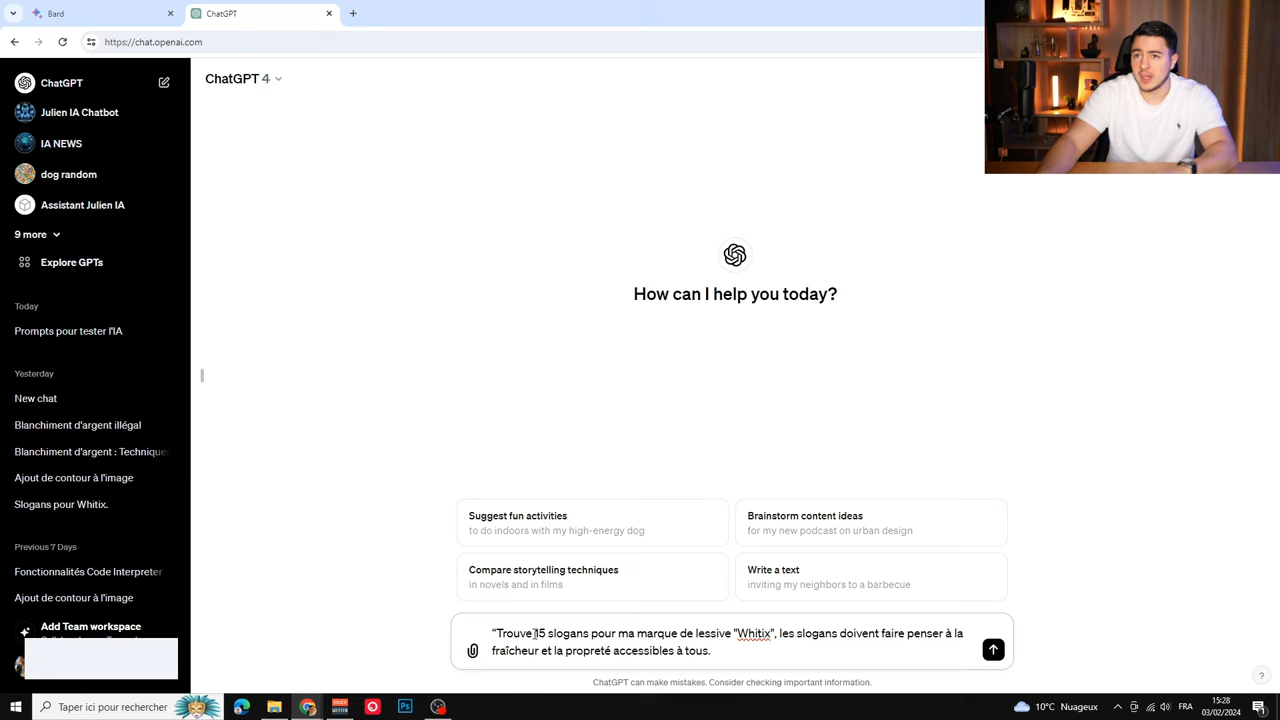 Bard
ChatGPT
https://chat.openai.com
ChatGPT
ChatGPT 4
Julien IA Chatbot
IA NEWS
dog random
Assistant Julien IA
9 more
Explore GPTs
How can I help you today?
Today
Prompts pour tester l'IA
Yesterday
New chat
Blanchiment d'argent illégal
Blanchiment d'argent : Techniques
Ajout de contour à l'image
Slogans pour Whitix.
Previous 7 Days
Fonctionnalités Code Interpreter
Ajout de contour à l'image
Add Team workspace
Suggest fun activities
to do indoors with my high-energy dog
Brainstorm content ideas
for my new podcast on urban design
Compare storytelling techniques
in novels and in films
Write a text
inviting my neighbors to a barbecue
“Trouve 15 slogans pour ma marque de lessive "Whitix", les slogans doivent faire penser à la
fraîcheur et la propreté accessibles à tous.
ChatGPT can make mistakes. Consider checking important information.
?
Taper ici pour rechercher
10°C Nuageux
FRA
15:28
03/02/2024